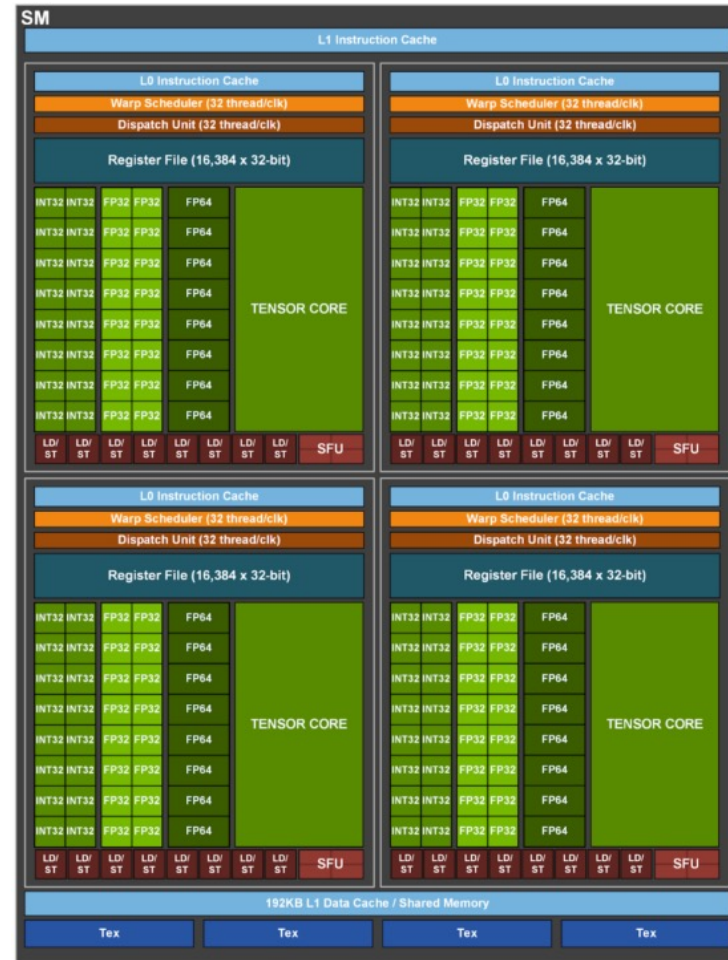 SM
L1 Instruction Cache
L0 Instruction Cache
Warp Scheduler (32 thread/clk)
Dispatch Unit (32 thread/clk)
Register File (16,384 x 32-bit)
INT32 INT32 FP32 FP32 FP64
INT32 INT32 FP32 FP32 FP64
INT32 INT32 FP32 FP32 FP64
INT32 INT32 FP32 FP32 FP64
TENSOR CORE
INT32 INT32 FP32 FP32 FP64
INT32 INT32 FP32 FP32 FP64
INT32 INT32 FP32 FP32 FP64
INT32 INT32 FP32 FP32 FP64
LD/ LD/ LD/ LD/ LD/ LD/ LD/ LD/
ST ST ST ST ST ST ST ST
SFU
L0 Instruction Cache
Warp Scheduler (32 thread/clk)
Dispatch Unit (32 thread/clk)
Register File (16,384 x 32-bit)
INT32 INT32 FP32 FP32 FP64
INT32 INT32 FP32 FP32 FP64
INT32 INT32 FP32 FP32 FP64
INT32 INT32 FP32 FP32 FP64
TENSOR CORE
INT32 INT32 FP32 FP32 FP64
INT32 INT32 FP32 FP32 FP64
INT32 INT32 FP32 FP32 FP64
INT32 INT32 FP32 FP32 FP64
LD/ LD/ LD/ LD/ LD/ LD/ LD/ LD/
ST ST ST ST ST ST ST ST
SFU
L0 Instruction Cache
Warp Scheduler (32 thread/clk)
Dispatch Unit (32 thread/clk)
Register File (16,384 x 32-bit)
INT32 INT32 FP32 FP32 FP64
INT32 INT32 FP32 FP32 FP64
INT32 INT32 FP32 FP32 FP64
INT32 INT32 FP32 FP32 FP64
TENSOR CORE
INT32 INT32 FP32 FP32 FP64
INT32 INT32 FP32 FP32 FP64
INT32 INT32 FP32 FP32 FP64
INT32 INT32 FP32 FP32 FP64
LD/ LD/ LD/ LD/ LD/ LD/ LD/ LD/
ST ST ST ST ST ST ST ST
SFU
L0 Instruction Cache
Warp Scheduler (32 thread/clk)
Dispatch Unit (32 thread/clk)
Register File (16,384 x 32-bit)
INT32 INT32 FP32 FP32 FP64
INT32 INT32 FP32 FP32 FP64
INT32 INT32 FP32 FP32 FP64
INT32 INT32 FP32 FP32 FP64
TENSOR CORE
INT32 INT32 FP32 FP32 FP64
INT32 INT32 FP32 FP32 FP64
INT32 INT32 FP32 FP32 FP64
INT32 INT32 FP32 FP32 FP64
LD/ LD/ LD/ LD/ LD/ LD/ LD/ LD/
ST ST ST ST ST ST ST ST
SFU
192KB L1 Data Cache / Shared Memory
Tex Tex Tex Tex